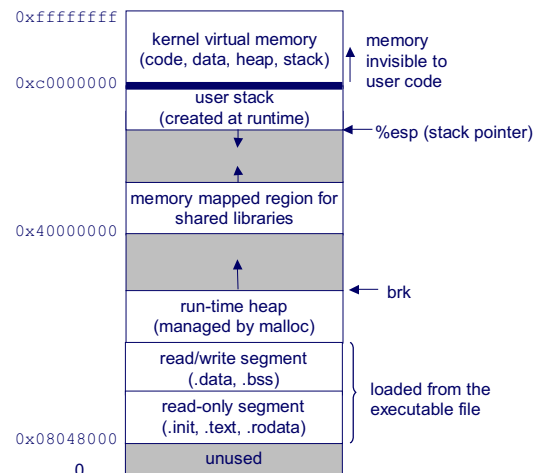 0xffffffff
kernel virtual memory
(code, data, heap, stack)
memory
invisible to
user code
0xc0000000
user stack
(created at runtime)
%esp (stack pointer)
memory mapped region for
shared libraries
0x40000000
brk
run-time heap
(managed by malloc)
read/write segment
(.data, .bss)
loaded from the
executable file
read-only segment
(.init, .text, .rodata)
0x08048000
unused
0